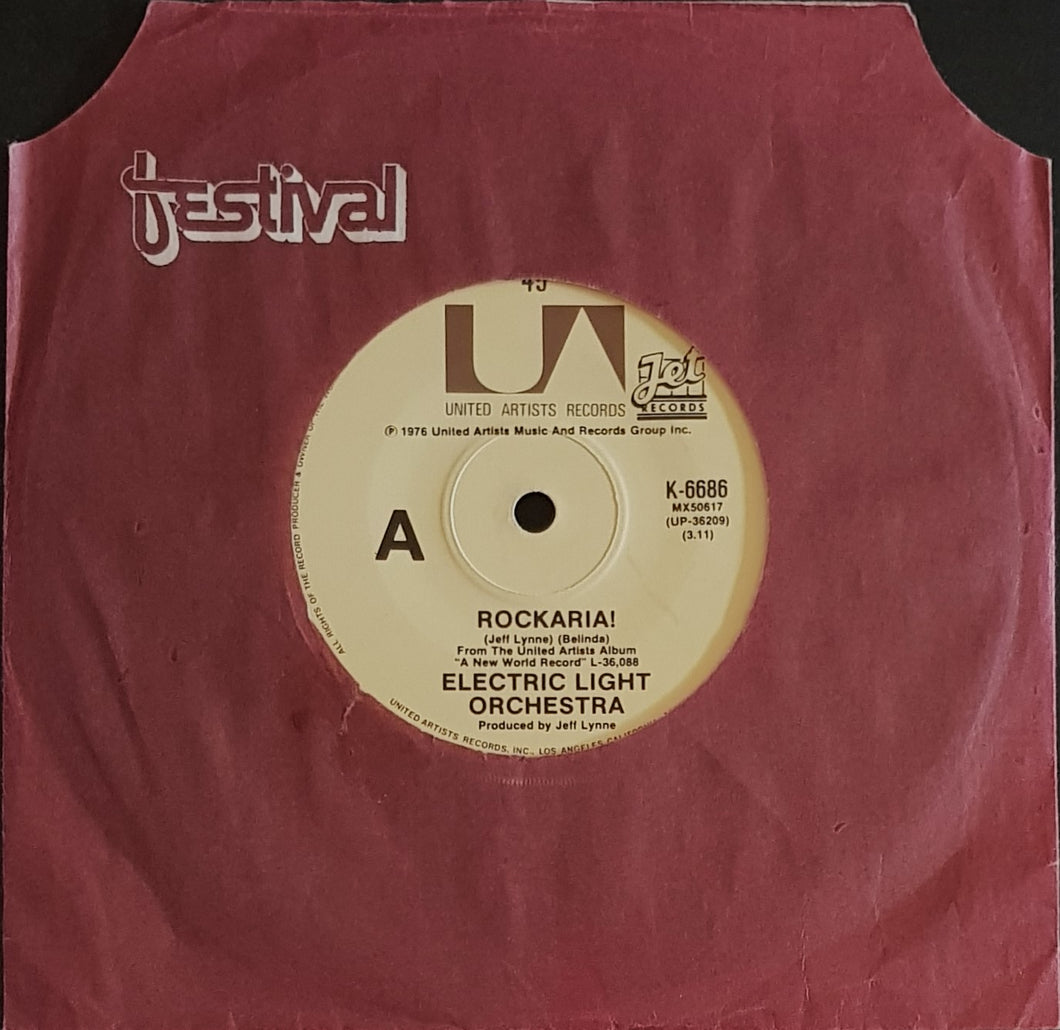 festival
45
UA
UNITED ARTISTS RECORDS
Jet
RECORDS
℗ 1976 United Artists Music And Records Group Inc.
K-6686
MX50617
(UP-36209)
(3.11)
A
ROCKARIA!
(Jeff Lynne) (Belinda)
From The United Artists Album
"A New World Record" L-36,088
ELECTRIC LIGHT
ORCHESTRA
Produced by Jeff Lynne
ALL RIGHTS OF THE RECORD PRODUCER & OWNER
UNITED ARTISTS RECORDS, INC., LOS ANGELES CALIFORNIA